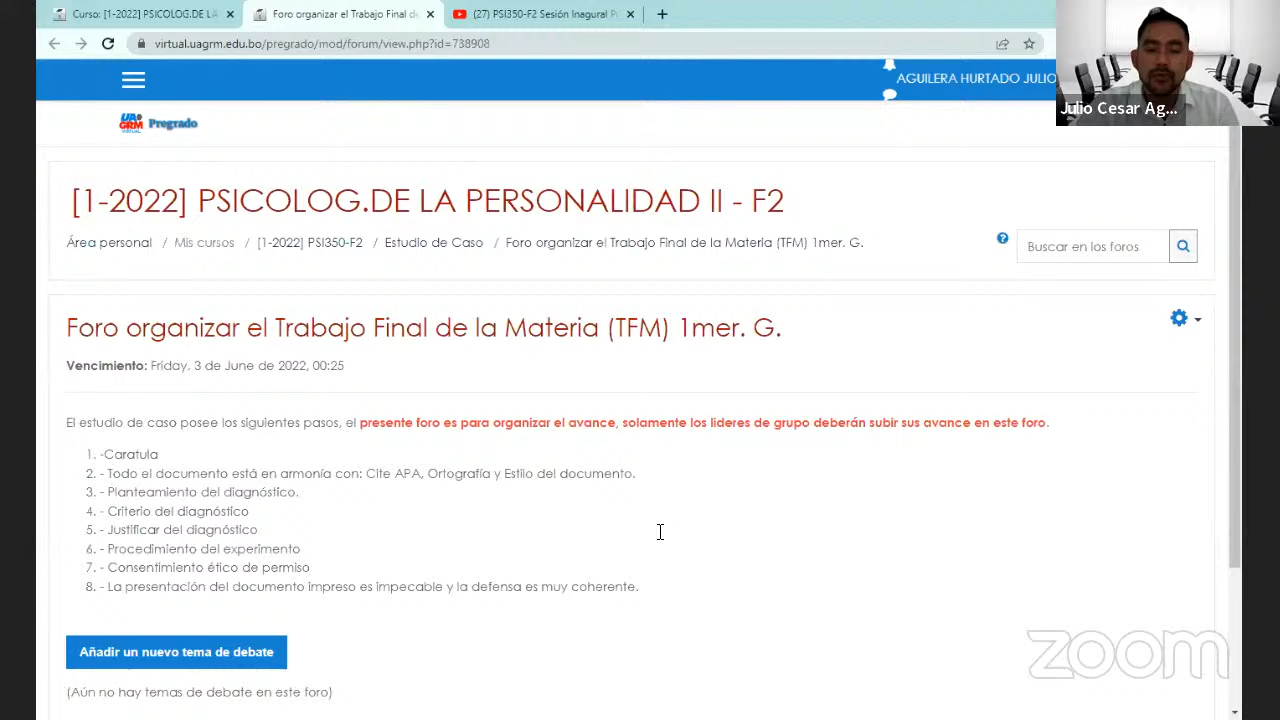 Curso: [1-2022] PSICOLOG.DE LA
Foro organizar el Trabajo Final de
(27) PSI350-F2 Sesión Inagural P
virtual.uagrm.edu.bo/pregrado/mod/forum/view.php?id=738908
AGUILERA HURTADO JULIO
Julio Cesar Ag...
UAGRM VIRTUAL Pregrado
[1-2022] PSICOLOG.DE LA PERSONALIDAD II - F2
Área personal / Mis cursos / [1-2022] PSI350-F2 / Estudio de Caso / Foro organizar el Trabajo Final de la Materia (TFM) 1mer. G.
Buscar en los foros
Foro organizar el Trabajo Final de la Materia (TFM) 1mer. G.
Vencimiento: Friday, 3 de June de 2022, 00:25
El estudio de caso posee los siguientes pasos, el presente foro es para organizar el avance, solamente los lideres de grupo deberán subir sus avance en este foro.
1. -Caratula
2. - Todo el documento está en armonía con: Cite APA, Ortografía y Estilo del documento.
3. - Planteamiento del diagnóstico.
4. - Criterio del diagnóstico
5. - Justificar del diagnóstico
6. - Procedimiento del experimento
7. - Consentimiento ético de permiso
8. - La presentación del documento impreso es impecable y la defensa es muy coherente.
Añadir un nuevo tema de debate
(Aún no hay temas de debate en este foro)
zoom